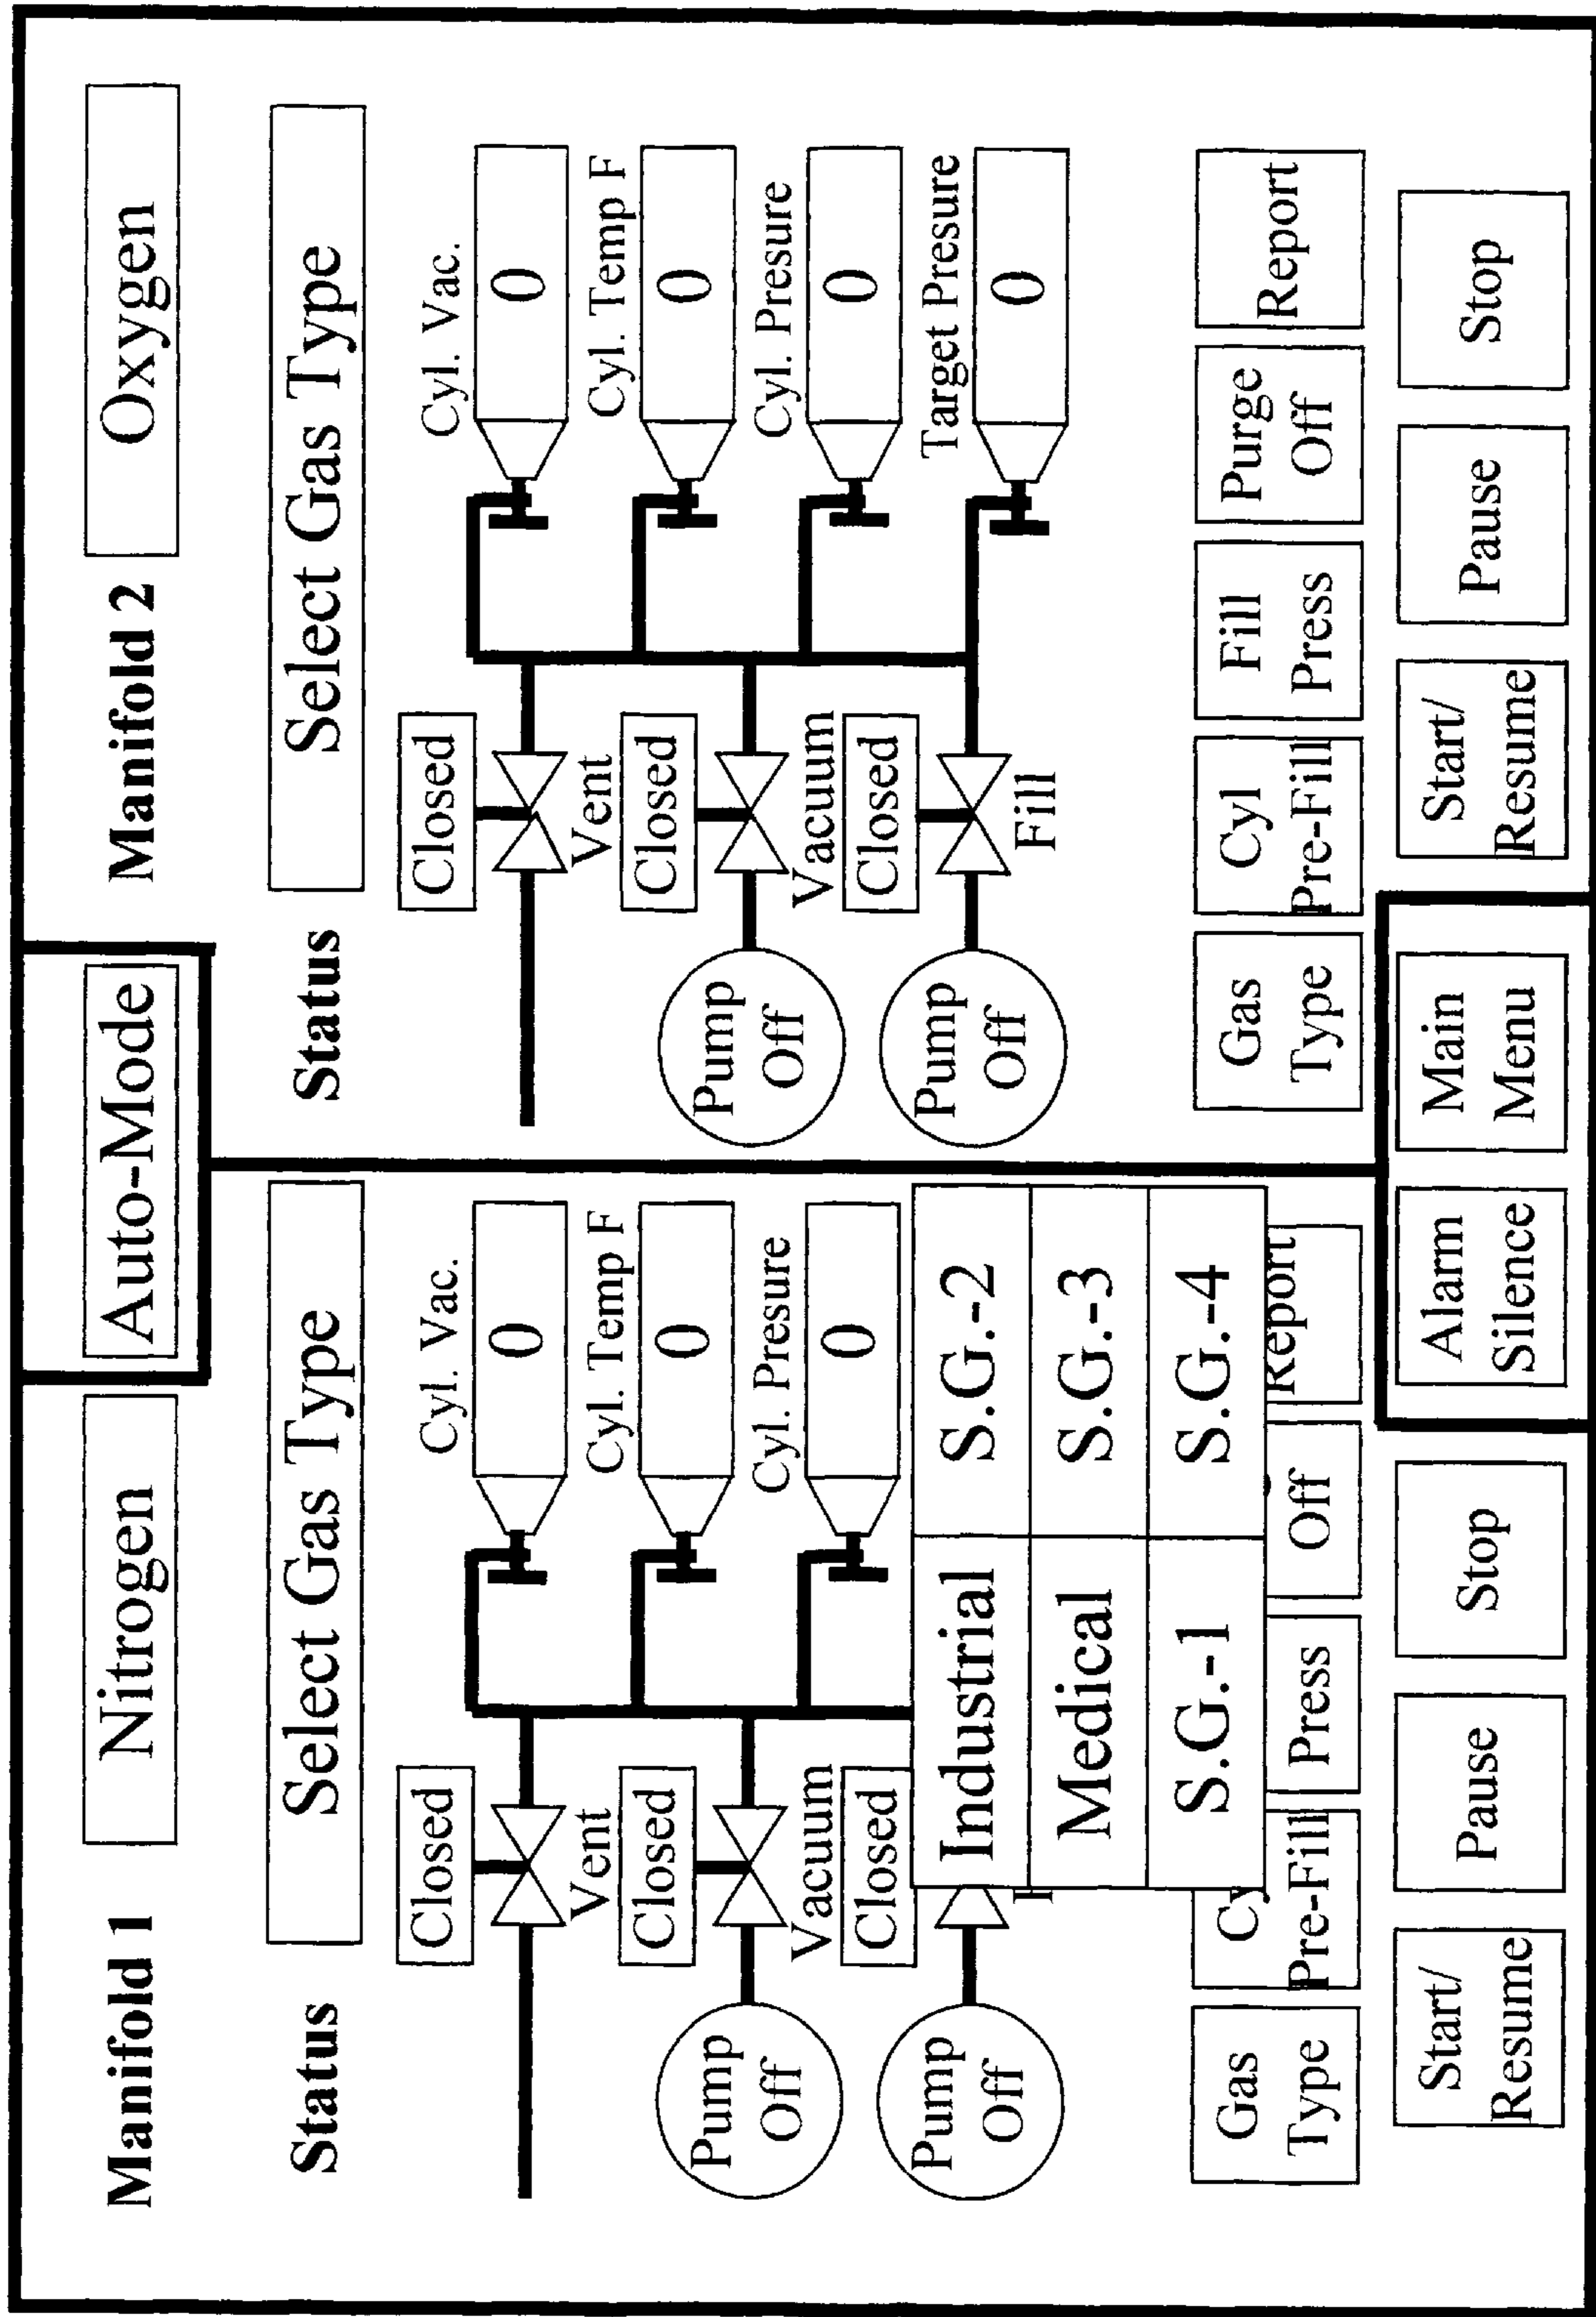 Manifold 1
Nitrogen
Auto-Mode
Manifold 2
Oxygen
Status
Select Gas Type
Closed
Vent
Cyl. Vac.
0
Pump
Off
Closed
Vacuum
Cyl. Temp F
0
Pump
Off
Closed
Cyl. Presure
0
Industrial
S.G.-2
Medical
S.G.-3
S.G.-1
S.G.-4
Gas
Type
Cy
Pre-Fill
Press
Off
Report
Start/
Resume
Pause
Stop
Alarm
Silence
Main
Menu
Status
Select Gas Type
Closed
Vent
Cyl. Vac.
0
Pump
Off
Closed
Vacuum
Cyl. Temp F
0
Pump
Off
Closed
Fill
Cyl. Presure
0
Target Presure
0
Gas
Type
Cyl
Pre-Fill
Fill
Press
Purge
Off
Report
Start/
Resume
Pause
Stop